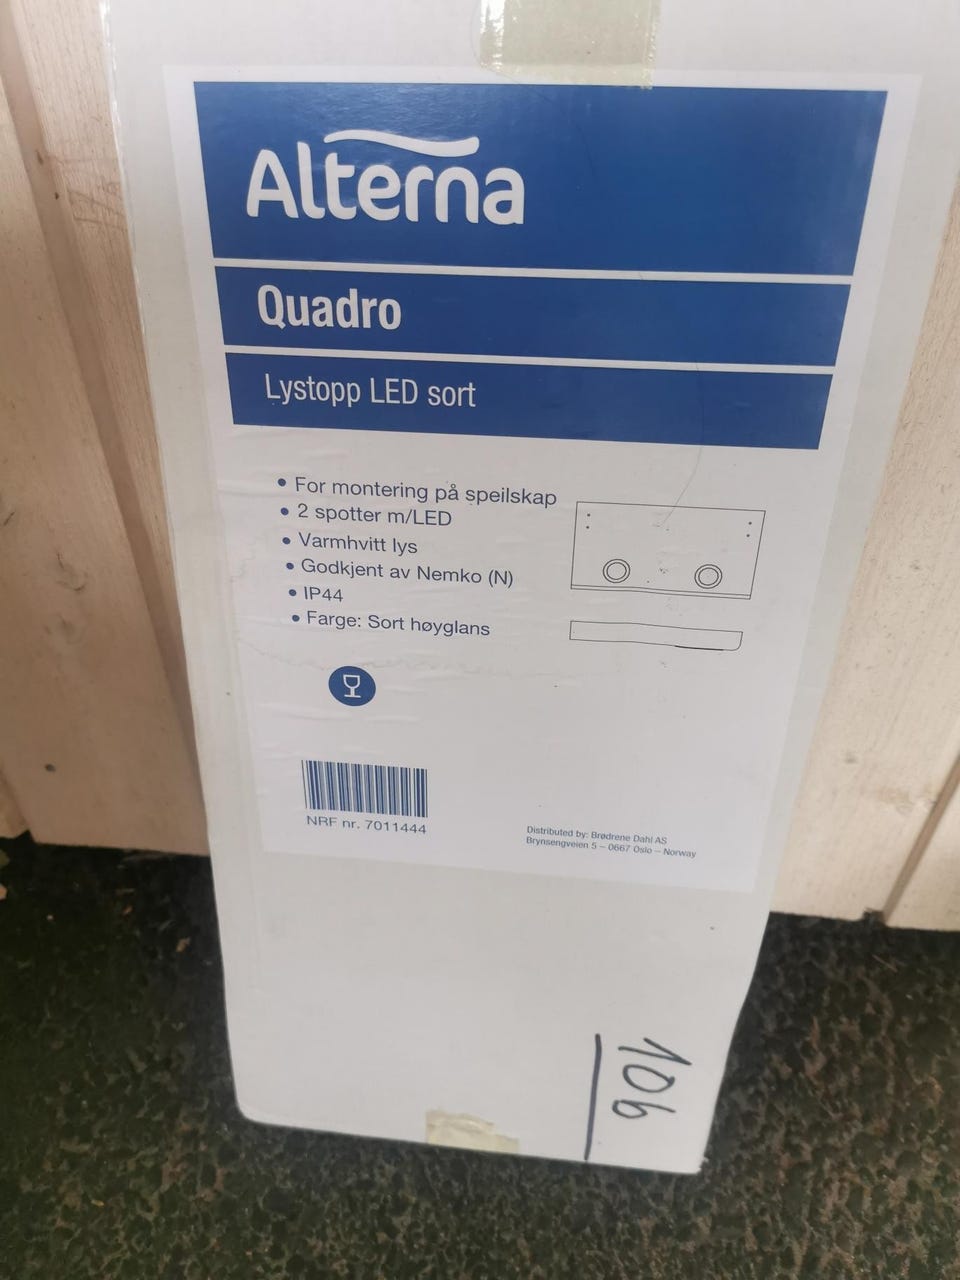 Alterna
Quadro
Lystopp LED sort
• For montering på speilskap
• 2 spotter m/LED
• Varmhvitt lys
• Godkjent av Nemko (N)
• IP44
• Farge: Sort høyglans
NRF nr. 7011444
Distributed by: Brødrene Dahl AS
Brynsengveien 5 – 0667 Oslo – Norway
106